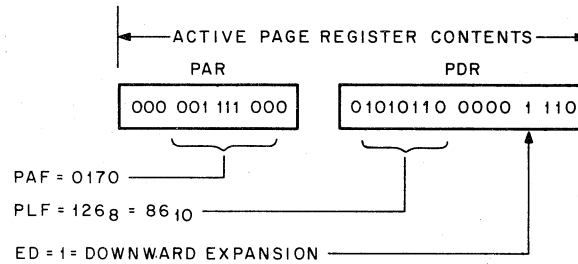 ACTIVE PAGE REGISTER CONTENTS
PAR PDR
000 001 111 000 01010110 0000 1 110
PAF = 0170
PLF = 126₈ = 86₁₀
ED = 1 = DOWNWARD EXPANSION